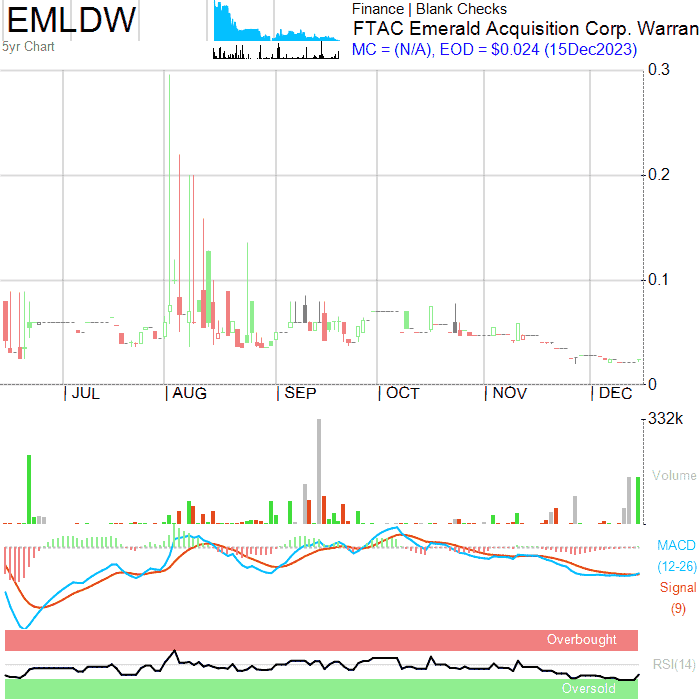 EMLDW
5yr Chart
Finance | Blank Checks
FTAC Emerald Acquisition Corp. Warran
MC = (N/A), EOD = $0.024 (15Dec2023)
0.3
0.2
0.1
0
| JUL | AUG | SEP | OCT | NOV | DEC
332k
Volume
MACD
(12-26)
Signal
(9)
Overbought
RSI(14)
Oversold